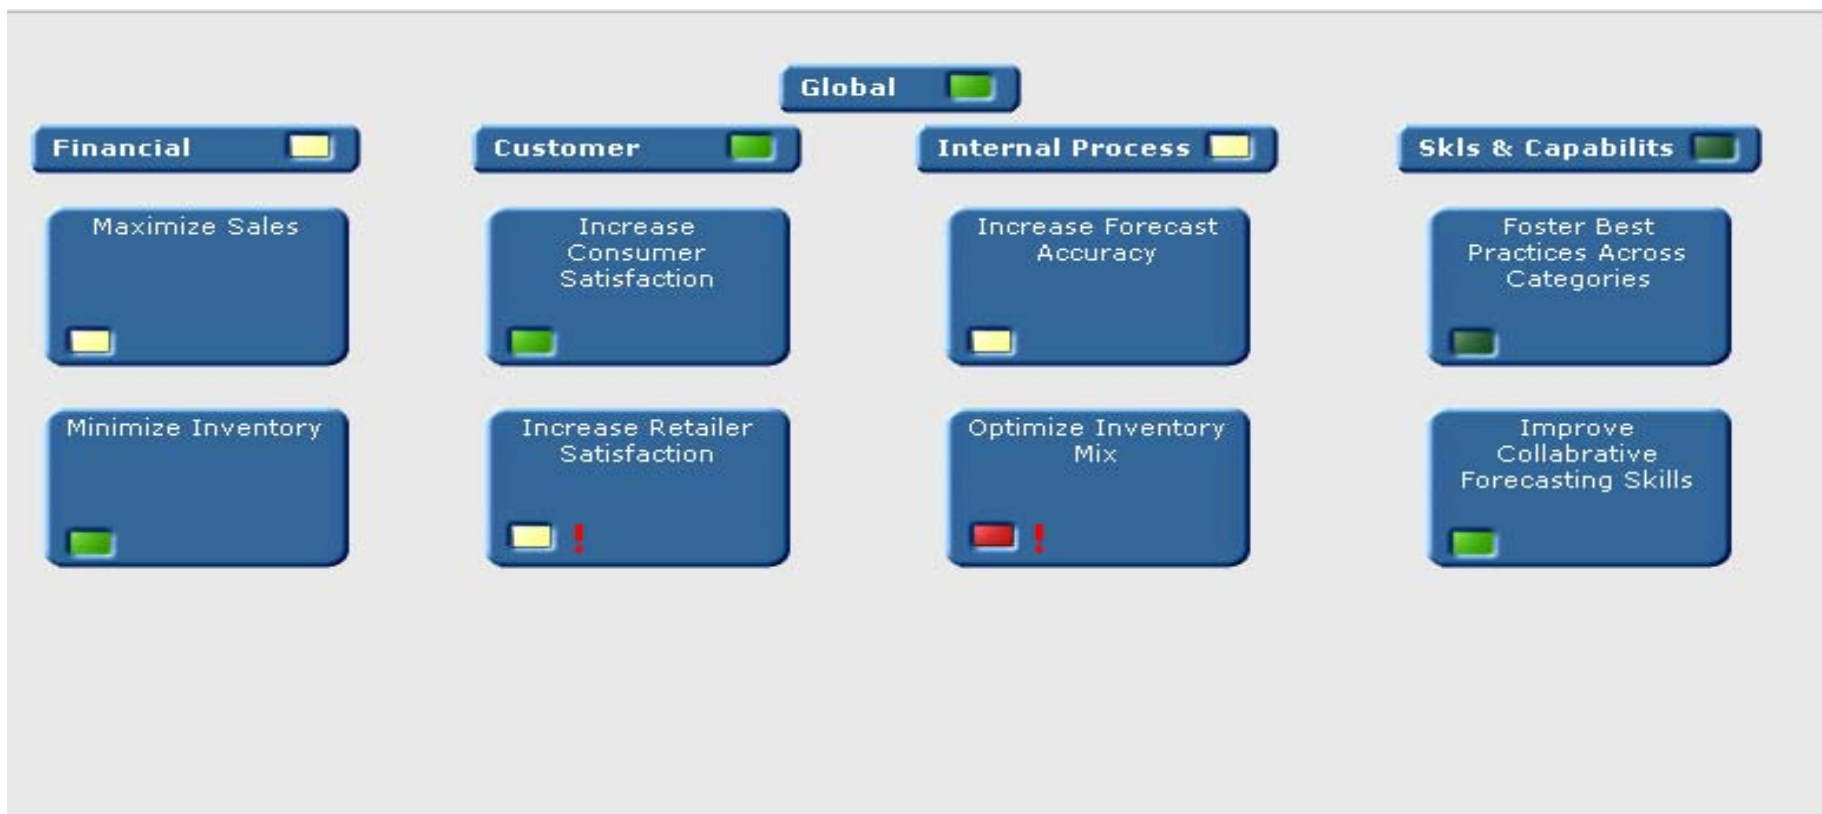 Global
Financial
Customer
Internal Process
Skls & Capabilits
Maximize Sales
Increase
Consumer
Satisfaction
Increase Forecast
Accuracy
Foster Best
Practices Across
Categories
Minimize Inventory
Increase Retailer
Satisfaction
!
Optimize Inventory
Mix
!
Improve
Collabrative
Forecasting Skills